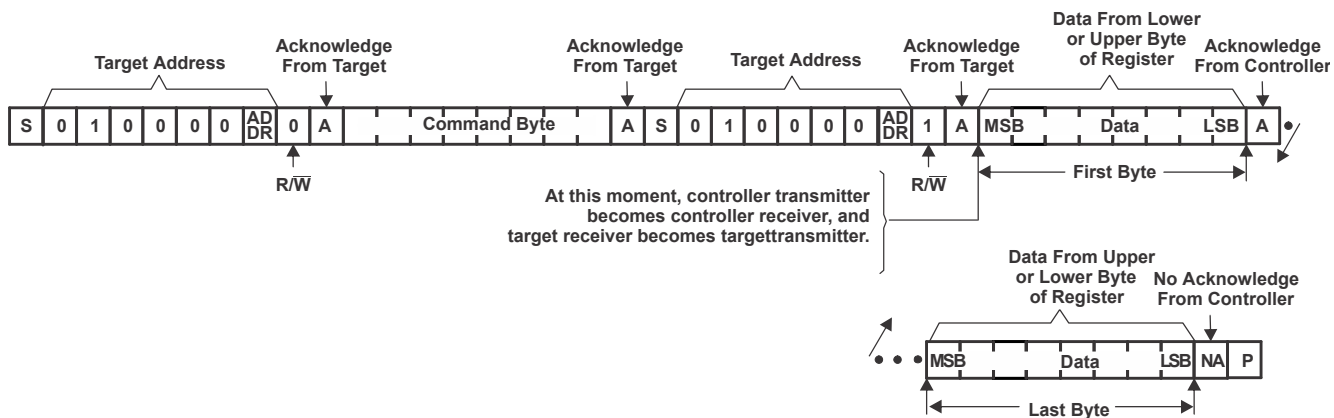 Target Address
Acknowledge
From Target
Acknowledge
From Target
Target Address
Acknowledge
From Target
Data From Lower
or Upper Byte
of Register
Acknowledge
From Controller
S 0 1 0 0 0 0 AD DR 0 A Command Byte A S 0 1 0 0 0 0 AD DR 1 A MSB Data LSB A
R/W̅
R/W̅
First Byte
At this moment, controller transmitter
becomes controller receiver, and
target receiver becomes targettransmitter.
Data From Upper
or Lower Byte
of Register
No Acknowledge
From Controller
MSB Data LSB NA P
Last Byte